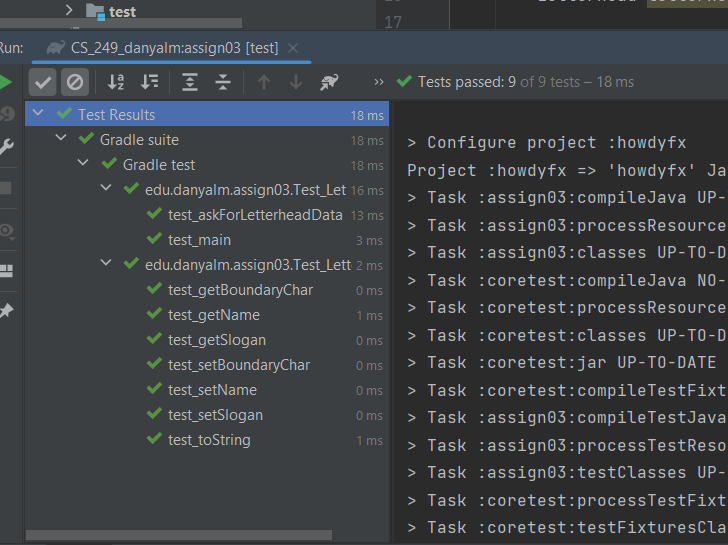 test
17
Run: CS_249_danyalm:assign03 [test] ×
» Tests passed: 9 of 9 tests – 18 ms
Test Results 18 ms
Gradle suite 18 ms
Gradle test 18 ms
edu.danyalm.assign03.Test_Let 16 ms
test_askForLetterheadData 13 ms
test_main 3 ms
edu.danyalm.assign03.Test_Lett 2 ms
test_getBoundaryChar 0 ms
test_getName 1 ms
test_getSlogan 0 ms
test_setBoundaryChar 0 ms
test_setName 0 ms
test_setSlogan 0 ms
test_toString 1 ms
> Configure project :howdyfx
Project :howdyfx => 'howdyfx' Ja
> Task :assign03:compileJava UP-
> Task :assign03:processResource
> Task :assign03:classes UP-TO-D
> Task :coretest:compileJava NO-
> Task :coretest:processResource
> Task :coretest:classes UP-TO-D
> Task :coretest:jar UP-TO-DATE
> Task :coretest:compileTestFixt
> Task :assign03:compileTestJava
> Task :assign03:processTestReso
> Task :assign03:testClasses UP-
> Task :coretest:processTestFixt
> Task :coretest:testFixturesCla